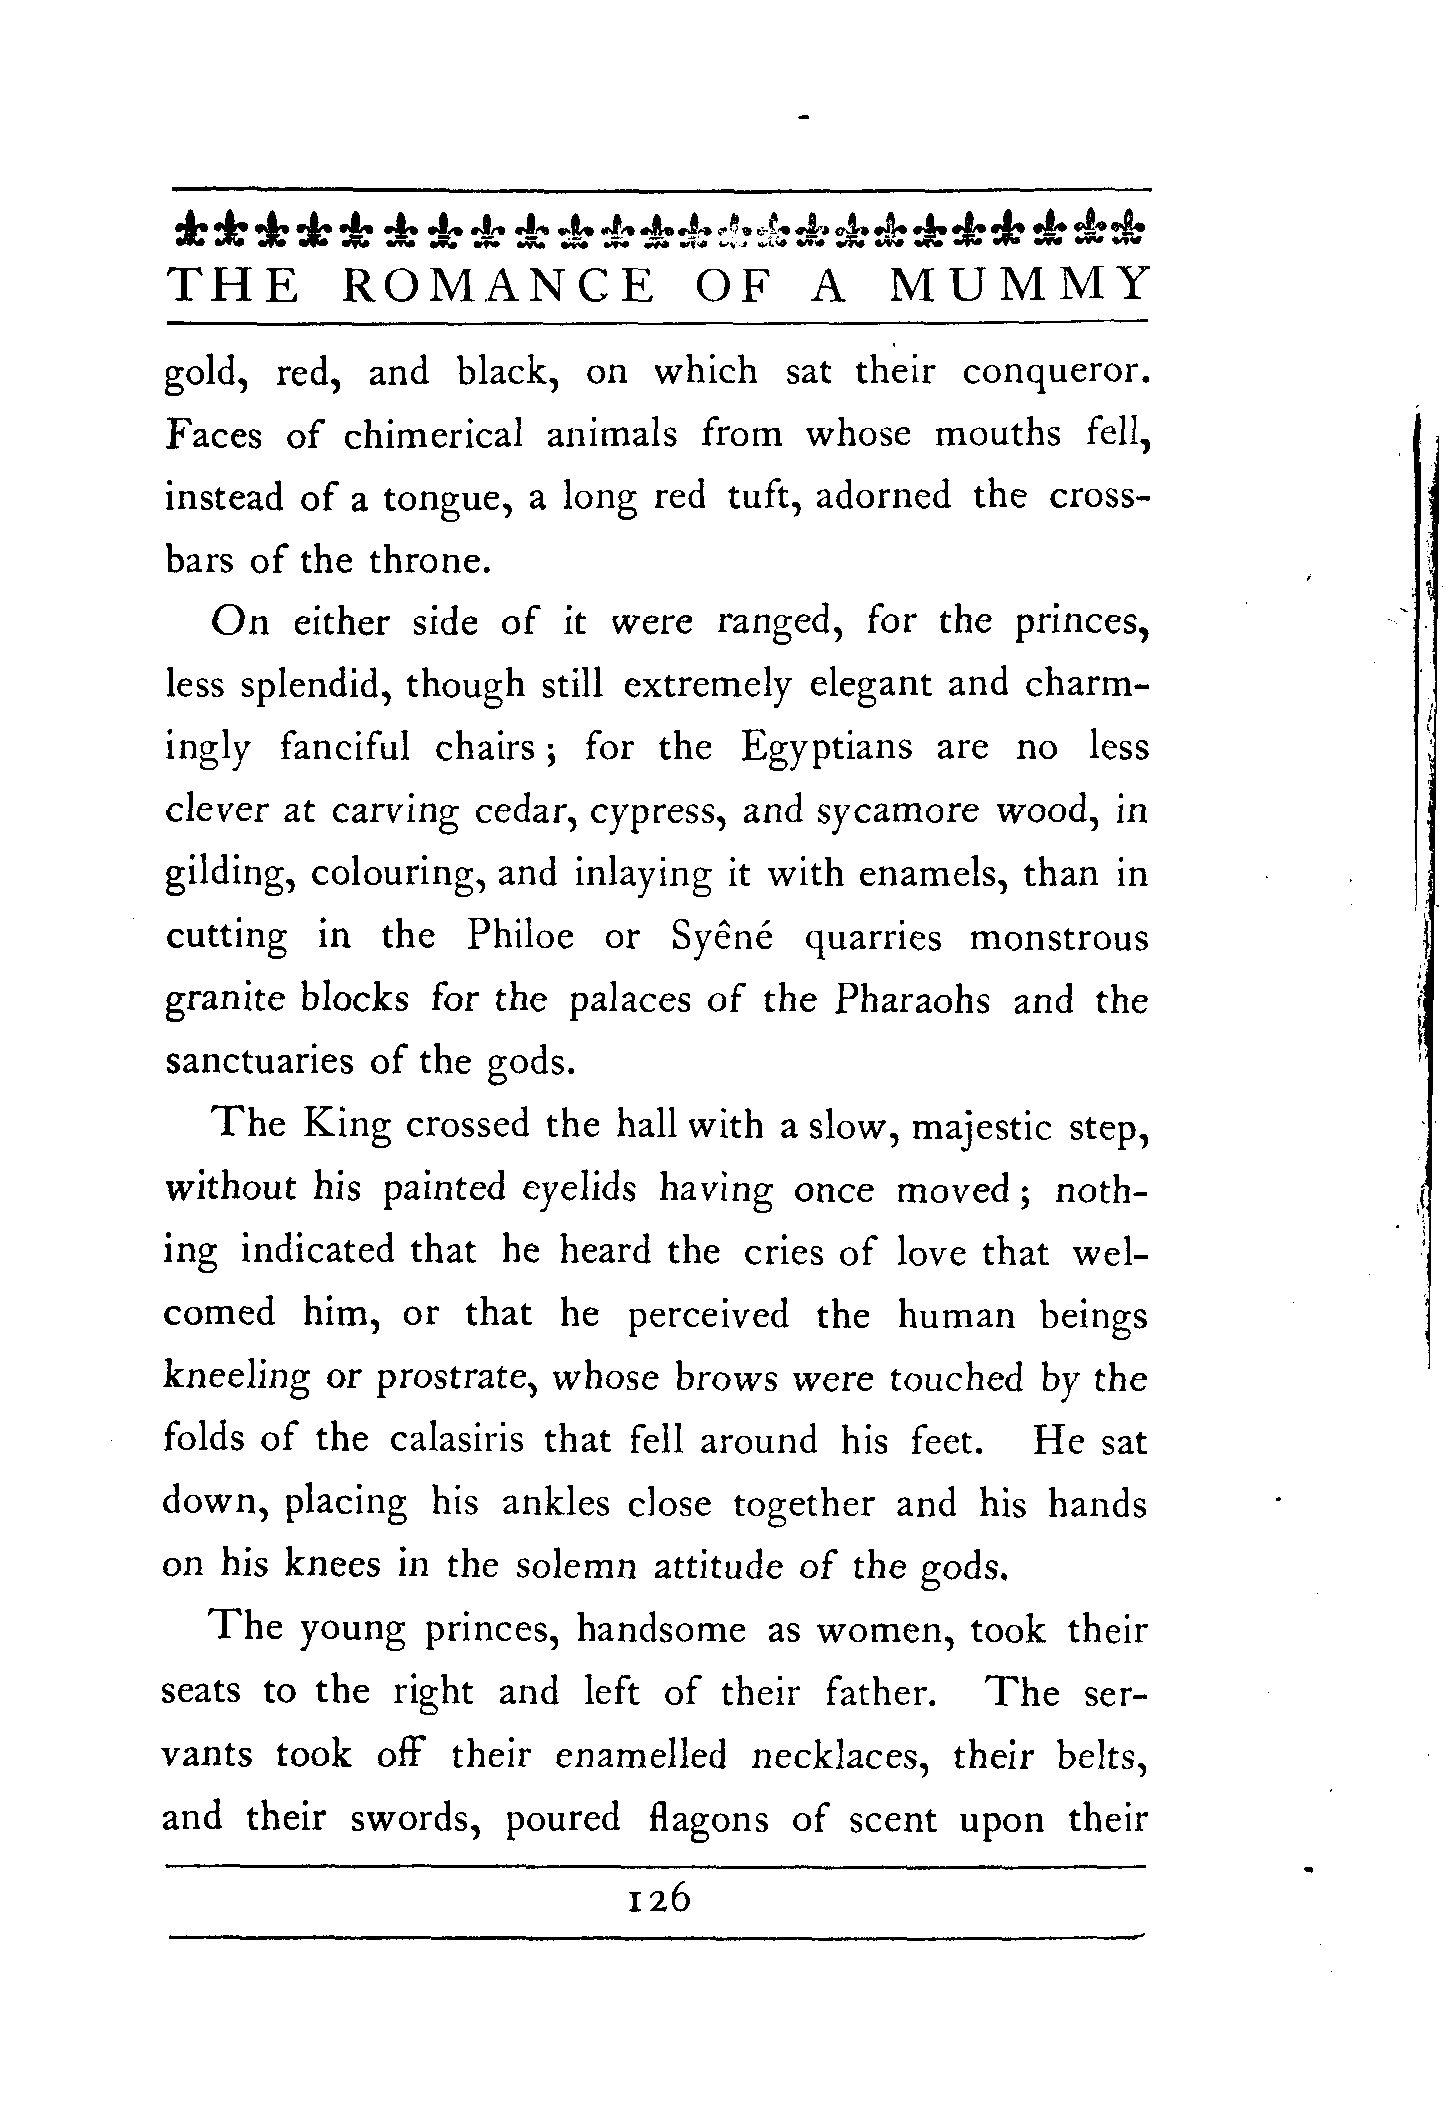 THE ROMANCE OF A MUMMY
gold, red, and black, on which sat their conqueror.
Faces of chimerical animals from whose mouths fell,
instead of a tongue, a long red tuft, adorned the cross-
bars of the throne.
On either side of it were ranged, for the princes,
less splendid, though still extremely elegant and charm-
ingly fanciful chairs ; for the Egyptians are no less
clever at carving cedar, cypress, and sycamore wood, in
gilding, colouring, and inlaying it with enamels, than in
cutting in the Philoe or Syêné quarries monstrous
granite blocks for the palaces of the Pharaohs and the
sanctuaries of the gods.
The King crossed the hall with a slow, majestic step,
without his painted eyelids having once moved ; noth-
ing indicated that he heard the cries of love that wel-
comed him, or that he perceived the human beings
kneeling or prostrate, whose brows were touched by the
folds of the calasiris that fell around his feet. He sat
down, placing his ankles close together and his hands
on his knees in the solemn attitude of the gods.
The young princes, handsome as women, took their
seats to the right and left of their father. The ser-
vants took off their enamelled necklaces, their belts,
and their swords, poured flagons of scent upon their
126